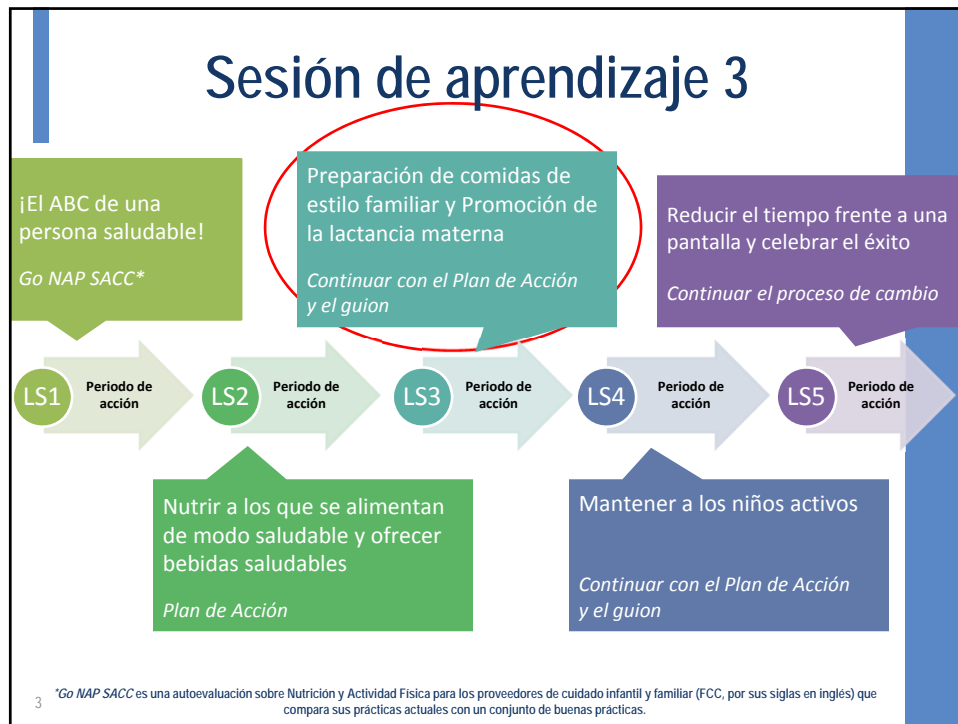 Sesión de aprendizaje 3
¡El ABC de una
persona saludable!
Go NAP SACC*
Preparación de comidas de
estilo familiar y Promoción de
la lactancia materna
Continuar con el Plan de Acción
y el guion
Reducir el tiempo frente a una
pantalla y celebrar el éxito
Continuar el proceso de cambio
LS1
Periodo de
acción
LS2
Periodo de
acción
LS3
Periodo de
acción
LS4
Periodo de
acción
LS5
Periodo de
acción
Nutrir a los que se alimentan
de modo saludable y ofrecer
bebidas saludables
Plan de Acción
Mantener a los niños activos
Continuar con el Plan de Acción
y el guion
3
*Go NAP SACC es una autoevaluación sobre Nutrición y Actividad Física para los proveedores de cuidado infantil y familiar (FCC, por sus siglas en inglés) que
compara sus prácticas actuales con un conjunto de buenas prácticas.